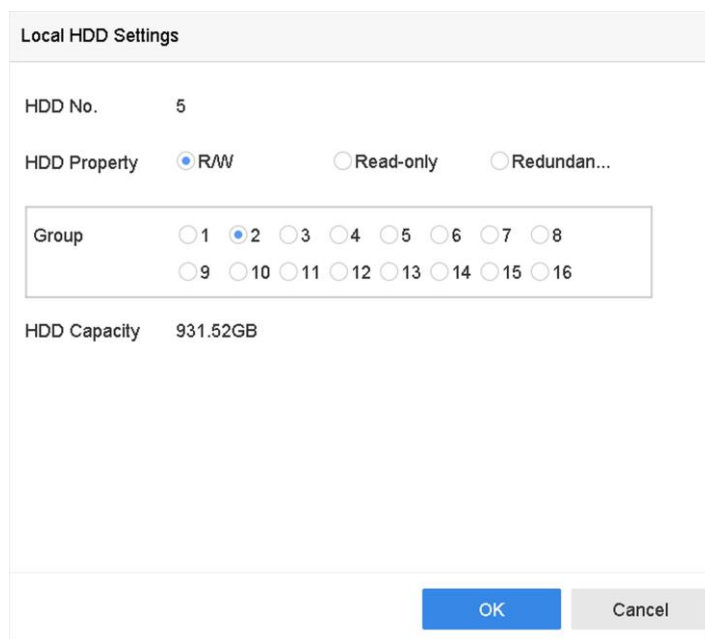 Local HDD Settings
HDD No. 5
HDD Property R/W Read-only Redundan...
Group 1 2 3 4 5 6 7 8
9 10 11 12 13 14 15 16
HDD Capacity 931.52GB
OK Cancel